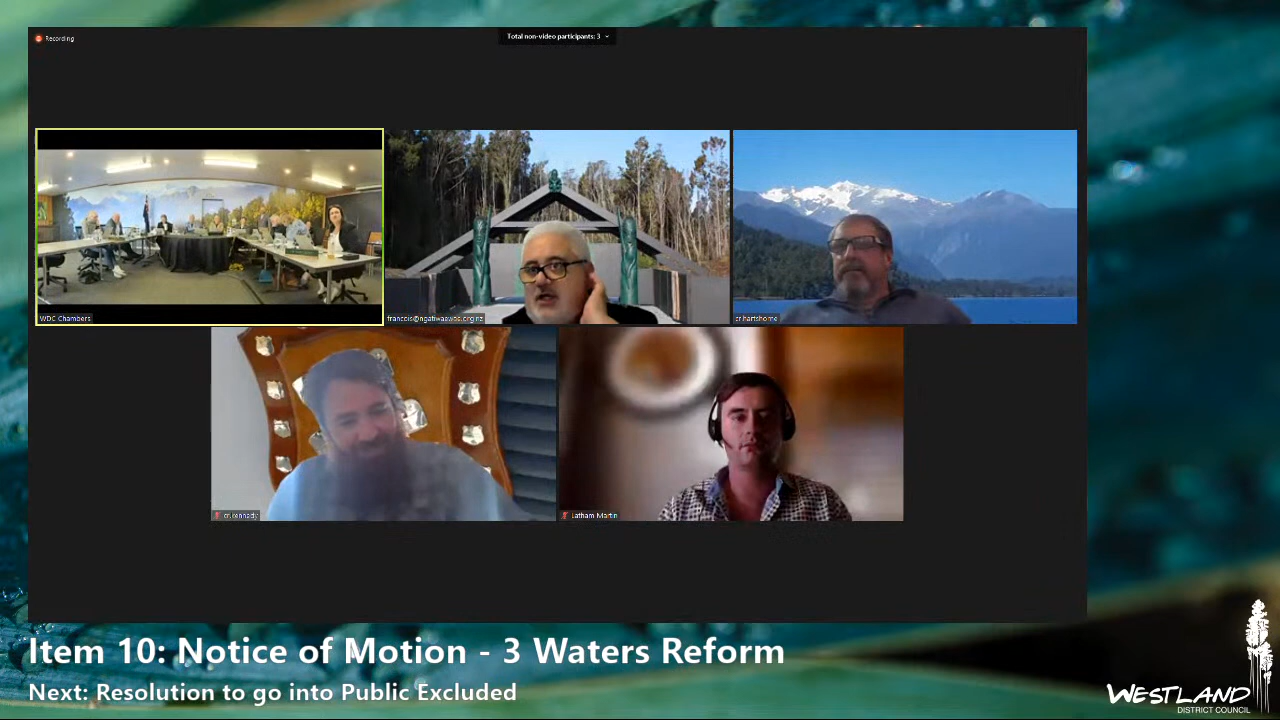 Recording
Total non-video participants: 3
WDC Chambers
francois@ngatiwaewae.org.nz
cr.hartshorne
cr.kennedy
Latham Martin
Item 10: Notice of Motion - 3 Waters Reform
Next: Resolution to go into Public Excluded
WESTLAND
DISTRICT COUNCIL